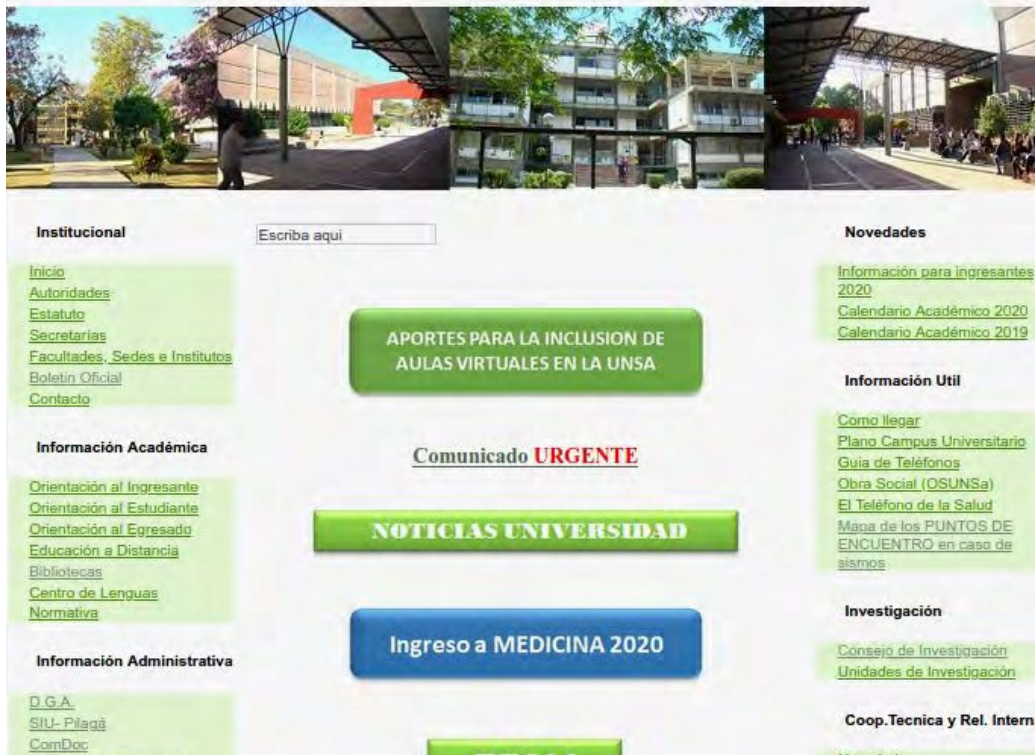 Institucional
Inicio
Autoridades
Estatuto
Secretarías
Facultades, Sedes e Institutos
Boletin Oficial
Contacto
Información Académica
Orientación al Ingresante
Orientación al Estudiante
Orientación al Egresado
Educación a Distancia
Bibliotecas
Centro de Lenguas
Normativa
Información Administrativa
D.G.A.
SIU- Pilagá
ComDoc
Escriba aqui
APORTES PARA LA INCLUSION DE
AULAS VIRTUALES EN LA UNSA
Comunicado URGENTE
NOTICIAS UNIVERSIDAD
Ingreso a MEDICINA 2020
Novedades
Información para ingresantes
2020
Calendario Académico 2020
Calendario Académico 2019
Información Util
Como llegar
Plano Campus Universitario
Guia de Teléfonos
Obra Social (OSUNSa)
El Teléfono de la Salud
Mapa de los PUNTOS DE
ENCUENTRO en caso de
sismos
Investigación
Consejo de Investigación
Unidades de Investigación
Coop.Tecnica y Rel. Intern